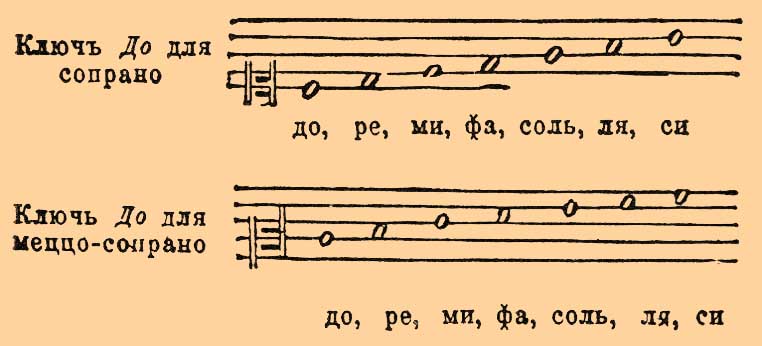 Ключъ До для
сопрано
до, ре, ми, фа, соль, ля, си
Ключъ До для
меццо-сопрано
до, ре, ми, фа, соль, ля, си